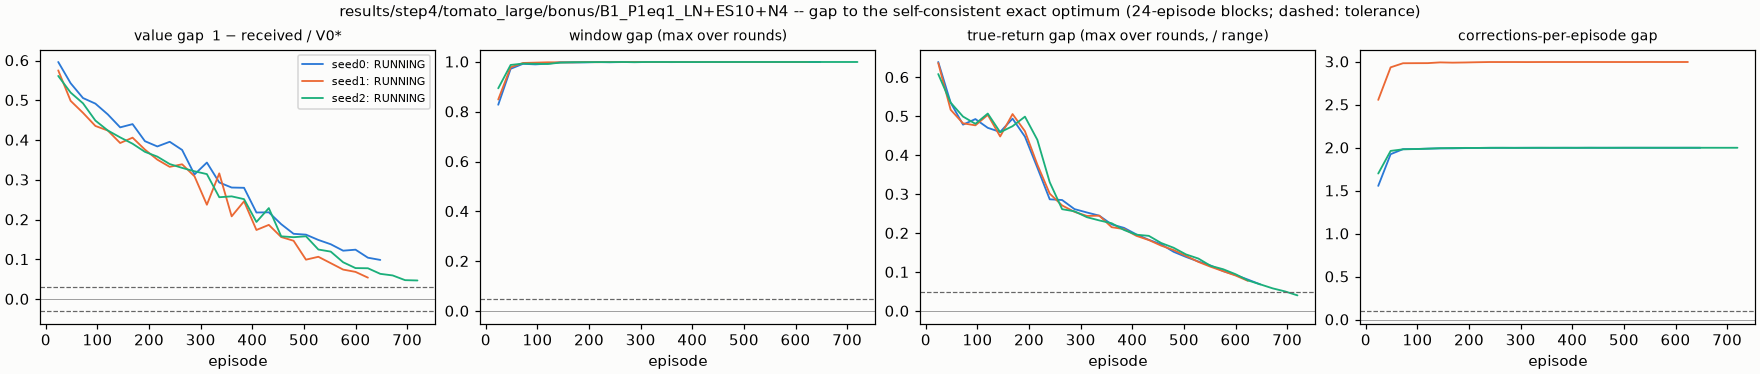 results/step4/tomato_large/bonus/B1_P1eq1_LN+ES10+N4 -- gap to the self-consistent exact optimum (24-episode blocks; dashed: tolerance)
value gap 1 − received / V0*
0.6
0.5
0.4
0.3
0.2
0.1
0.0
seed0: RUNNING
seed1: RUNNING
seed2: RUNNING
0 100 200 300 400 500 600 700
episode
window gap (max over rounds)
1.0
0.8
0.6
0.4
0.2
0.0
0 100 200 300 400 500 600 700
episode
true-return gap (max over rounds, / range)
0.6
0.5
0.4
0.3
0.2
0.1
0.0
0 100 200 300 400 500 600 700
episode
corrections-per-episode gap
3.0
2.5
2.0
1.5
1.0
0.5
0.0
0 100 200 300 400 500 600 700
episode